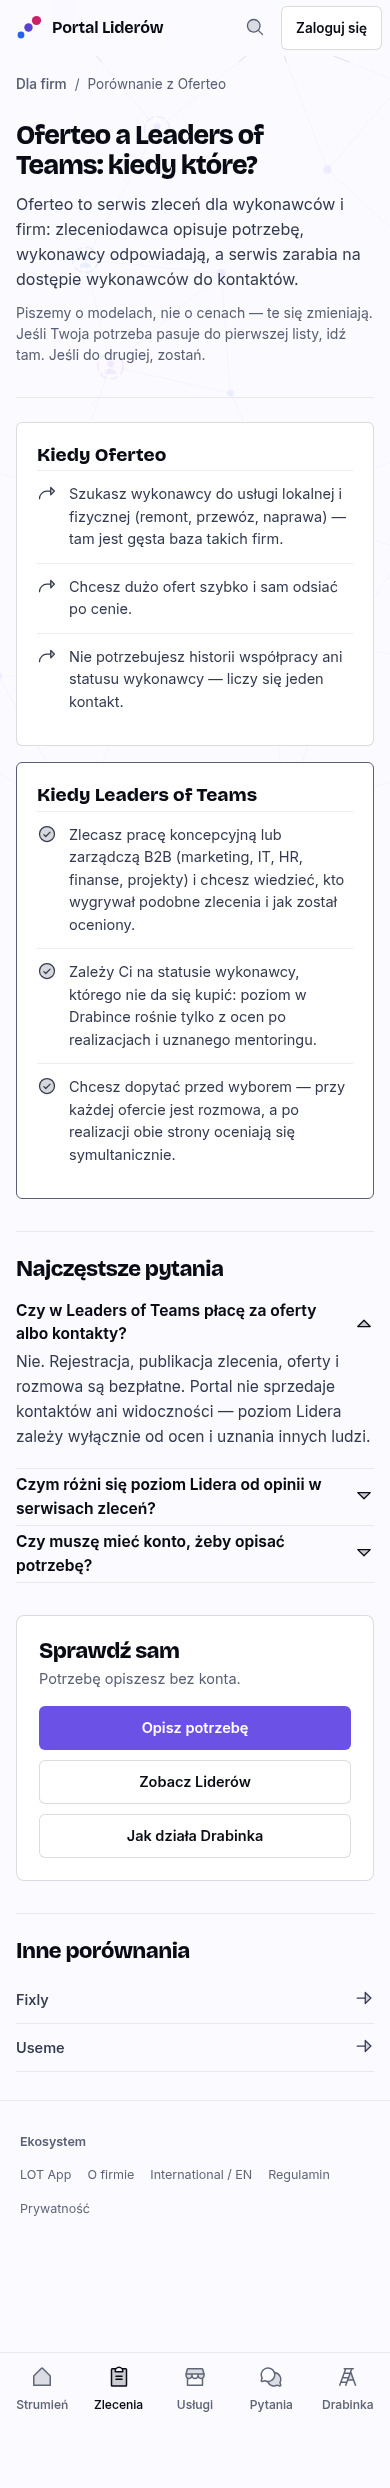 Portal Liderów
Zaloguj się
Dla firm / Porównanie z Oferteo
Oferteo a Leaders of
Teams: kiedy które?
Oferteo to serwis zleceń dla wykonawców i
firm: zleceniodawca opisuje potrzebę,
wykonawcy odpowiadają, a serwis zarabia na
dostępie wykonawców do kontaktów.
Piszemy o modelach, nie o cenach — te się zmieniają.
Jeśli Twoja potrzeba pasuje do pierwszej listy, idź
tam. Jeśli do drugiej, zostań.
Kiedy Oferteo
Szukasz wykonawcy do usługi lokalnej i
fizycznej (remont, przewóz, naprawa) —
tam jest gęsta baza takich firm.
Chcesz dużo ofert szybko i sam odsiać
po cenie.
Nie potrzebujesz historii współpracy ani
statusu wykonawcy — liczy się jeden
kontakt.
Kiedy Leaders of Teams
Zlecasz pracę koncepcyjną lub
zarządczą B2B (marketing, IT, HR,
finanse, projekty) i chcesz wiedzieć, kto
wygrywał podobne zlecenia i jak został
oceniony.
Zależy Ci na statusie wykonawcy,
którego nie da się kupić: poziom w
Drabince rośnie tylko z ocen po
realizacjach i uznanego mentoringu.
Chcesz dopytać przed wyborem — przy
każdej ofercie jest rozmowa, a po
realizacji obie strony oceniają się
symultanicznie.
Najczęstsze pytania
Czy w Leaders of Teams płacę za oferty
albo kontakty?
Nie. Rejestracja, publikacja zlecenia, oferty i
rozmowa są bezpłatne. Portal nie sprzedaje
kontaktów ani widoczności — poziom Lidera
zależy wyłącznie od ocen i uznania innych ludzi.
Czym różni się poziom Lidera od opinii w
serwisach zleceń?
Czy muszę mieć konto, żeby opisać
potrzebę?
Sprawdź sam
Potrzebę opiszesz bez konta.
Opisz potrzebę
Zobacz Liderów
Jak działa Drabinka
Inne porównania
Fixly
Useme
Ekosystem
LOT App O firmie International / EN Regulamin
Prywatność
Strumień Zlecenia Usługi Pytania Drabinka